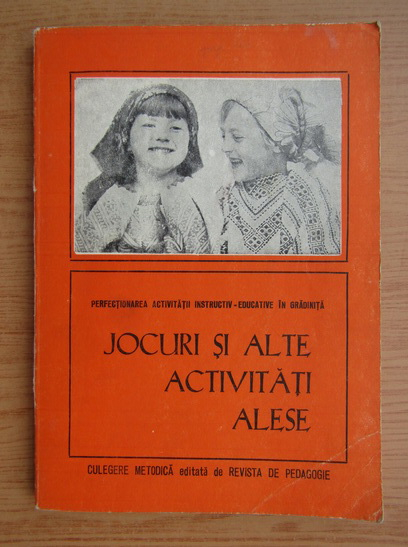 PERFECȚIONAREA ACTIVITĂȚII INSTRUCTIV-EDUCATIVE ÎN GRĂDINIȚĂ
JOCURI ȘI ALTE
ACTIVITĂȚI
ALESE
CULEGERE METODICĂ editată de REVISTA DE PEDAGOGIE